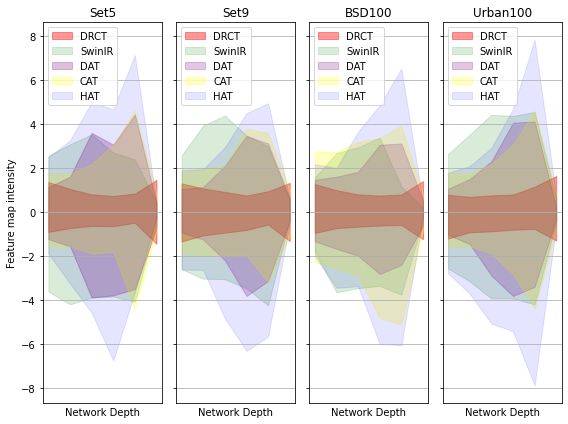 Set5
Set9
BSD100
Urban100
DRCT
SwinIR
DAT
CAT
HAT
DRCT
SwinIR
DAT
CAT
HAT
DRCT
SwinIR
DAT
CAT
HAT
DRCT
SwinIR
DAT
CAT
HAT
8
6
4
2
0
−2
−4
−6
−8
Feature map intensity
Network Depth
Network Depth
Network Depth
Network Depth